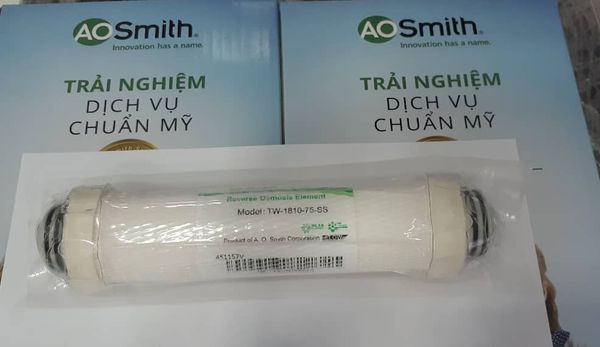 AOSmith
Innovation has a name.
TRẢI NGHIỆM
DỊCH VỤ
CHUẨN MỸ
AOSmith
Innovation has a name.
TRẢI NGHIỆM
DỊCH VỤ
CHUẨN MỸ
Reverse Osmosis Element
Model: TW-1810-75-SS
Product of A. O. Smith Corporation
451157V